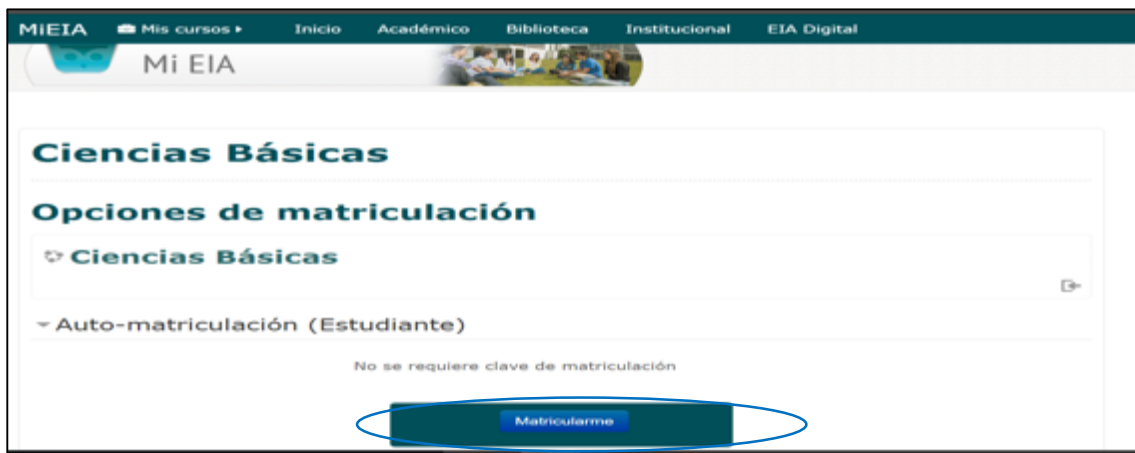 MiEIA Mis cursos Inicio Académico Biblioteca Institucional EIA Digital
Mi EIA
Ciencias Básicas
Opciones de matriculación
Ciencias Básicas
Auto-matriculación (Estudiante)
No se requiere clave de matriculación
Matricularme